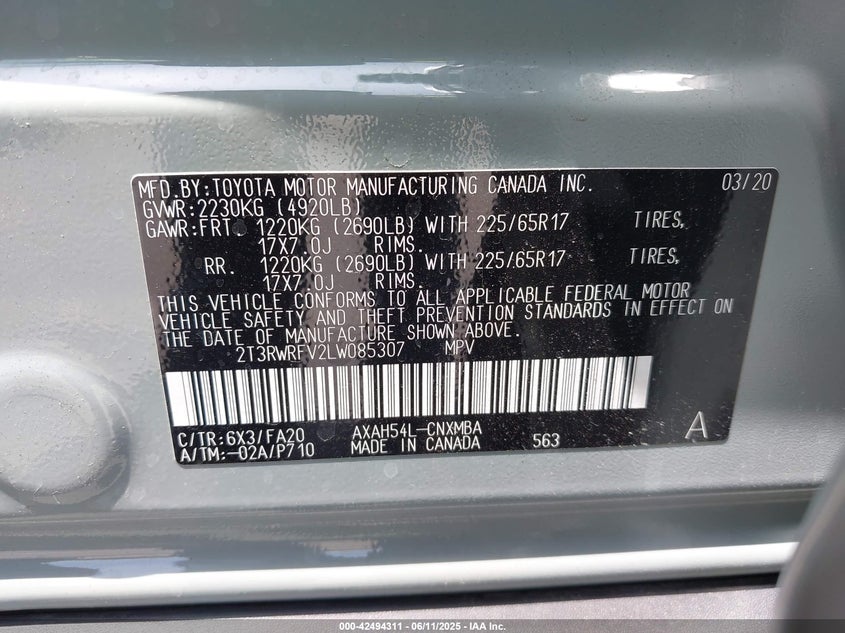 MFD.BY:TOYOTA MOTOR MANUFACTURING CANADA INC. 03/20
GVWR:2230KG (4920LB)
GAWR:FRT. 1220KG (2690LB) WITH 225/65R17 TIRES,
17X7.0J RIMS.
RR. 1220KG (2690LB) WITH 225/65R17 TIRES,
17X7.0J RIMS.
THIS VEHICLE CONFORMS TO ALL APPLICABLE FEDERAL MOTOR
VEHICLE SAFETY AND THEFT PREVENTION STANDARDS IN EFFECT ON
THE DATE OF MANUFACTURE SHOWN ABOVE.
2T3RWRFV2LW085307 MPV
C/TR:6X3/FA20 AXAH54L-CNXMBA A
A/TM:-02A/P710 MADE IN CANADA 563
000-42494311 - 06/11/2025 - IAA Inc.